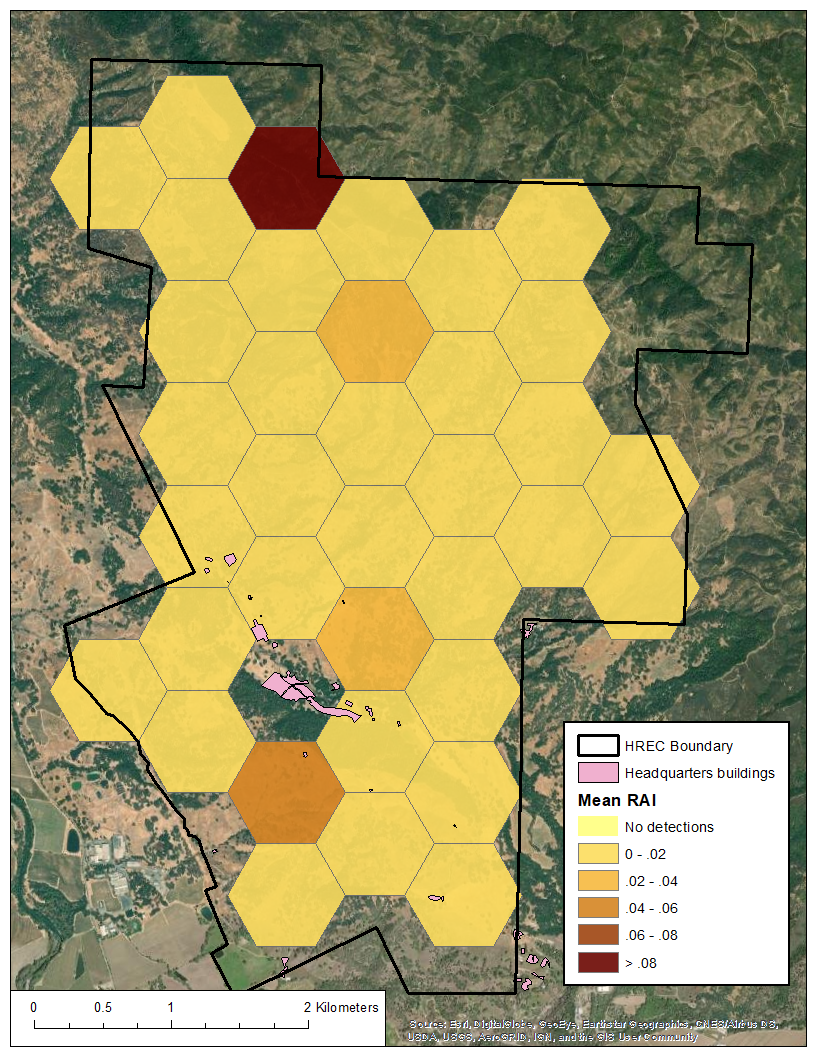 HREC Boundary
Headquarters buildings
Mean RAI
No detections
0 - .02
.02 - .04
.04 - .06
.06 - .08
> .08
0 0.5 1 2 Kilometers
Source: Esri, DigitalGlobe, GeoEye, Earthstar Geographics, CNES/Airbus DS,
USDA, USGS, AeroGRID, IGN, and the GIS User Community